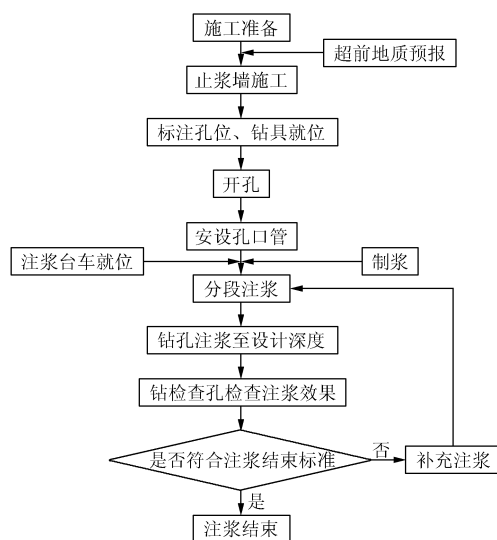 施工准备
超前地质预报
止浆墙施工
标注孔位、钻具就位
开孔
安设孔口管
注浆台车就位
制浆
分段注浆
钻孔注浆至设计深度
钻检查孔检查注浆效果
是否符合注浆结束标准
否
补充注浆
是
注浆结束